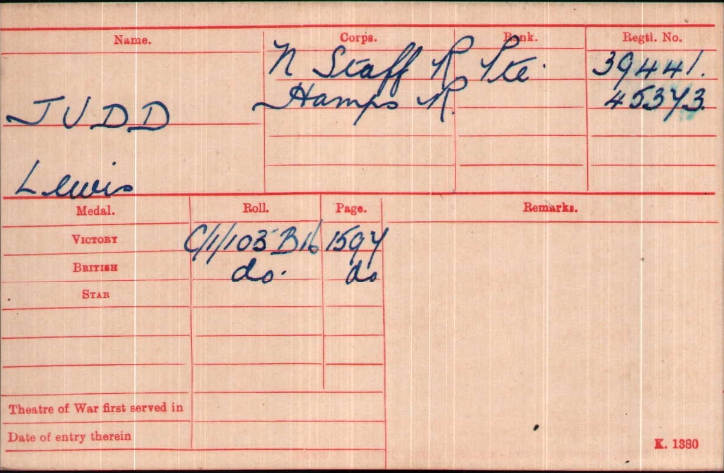 Name. Corps. Rank. Regtl. No.
N Staff R Pte. 39441.
Hamps R. 45373.
JUDD
Lewis
Medal. Roll. Page. Remarks.
VICTORY C/1/103 B16 1594
BRITISH do. do
STAR
Theatre of War first served in
Date of entry therein
K. 1380